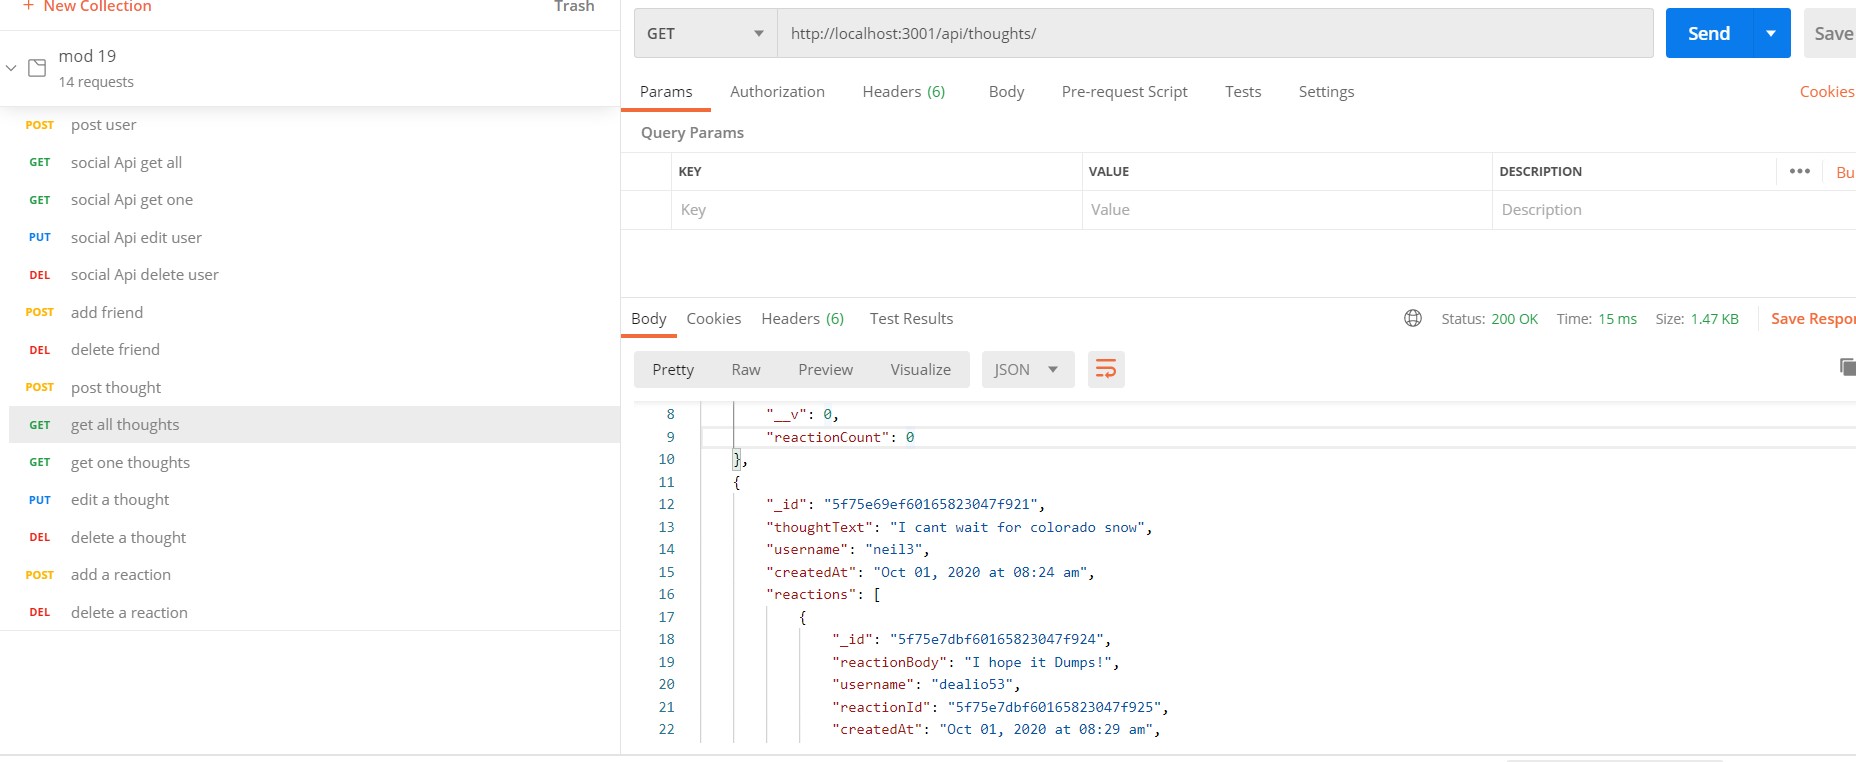 + New Collection
Trash
mod 19
14 requests
POST post user
GET social Api get all
GET social Api get one
PUT social Api edit user
DEL social Api delete user
POST add friend
DEL delete friend
POST post thought
GET get all thoughts
GET get one thoughts
PUT edit a thought
DEL delete a thought
POST add a reaction
DEL delete a reaction
GET http://localhost:3001/api/thoughts/ Send Save
Params Authorization Headers (6) Body Pre-request Script Tests Settings Cookies
Query Params
KEY VALUE DESCRIPTION ••• Bu
Key Value Description
Body Cookies Headers (6) Test Results Status: 200 OK Time: 15 ms Size: 1.47 KB Save Respor
Pretty Raw Preview Visualize JSON
8 "__v": 0,
9 "reactionCount": 0
10 },
11 {
12 "_id": "5f75e69ef60165823047f921",
13 "thoughtText": "I cant wait for colorado snow",
14 "username": "neil3",
15 "createdAt": "Oct 01, 2020 at 08:24 am",
16 "reactions": [
17 {
18 "_id": "5f75e7dbf60165823047f924",
19 "reactionBody": "I hope it Dumps!",
20 "username": "dealio53",
21 "reactionId": "5f75e7dbf60165823047f925",
22 "createdAt": "Oct 01, 2020 at 08:29 am",